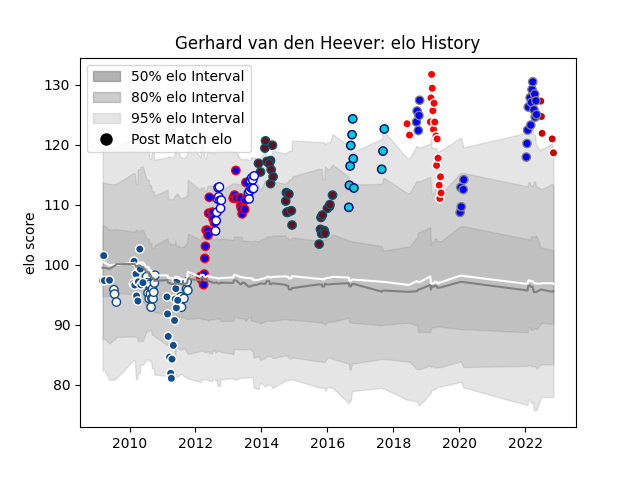 Gerhard van den Heever: elo History
50% elo Interval
80% elo Interval
95% elo Interval
Post Match elo
elo score
130
120
110
100
90
80
2010 2012 2014 2016 2018 2020 2022